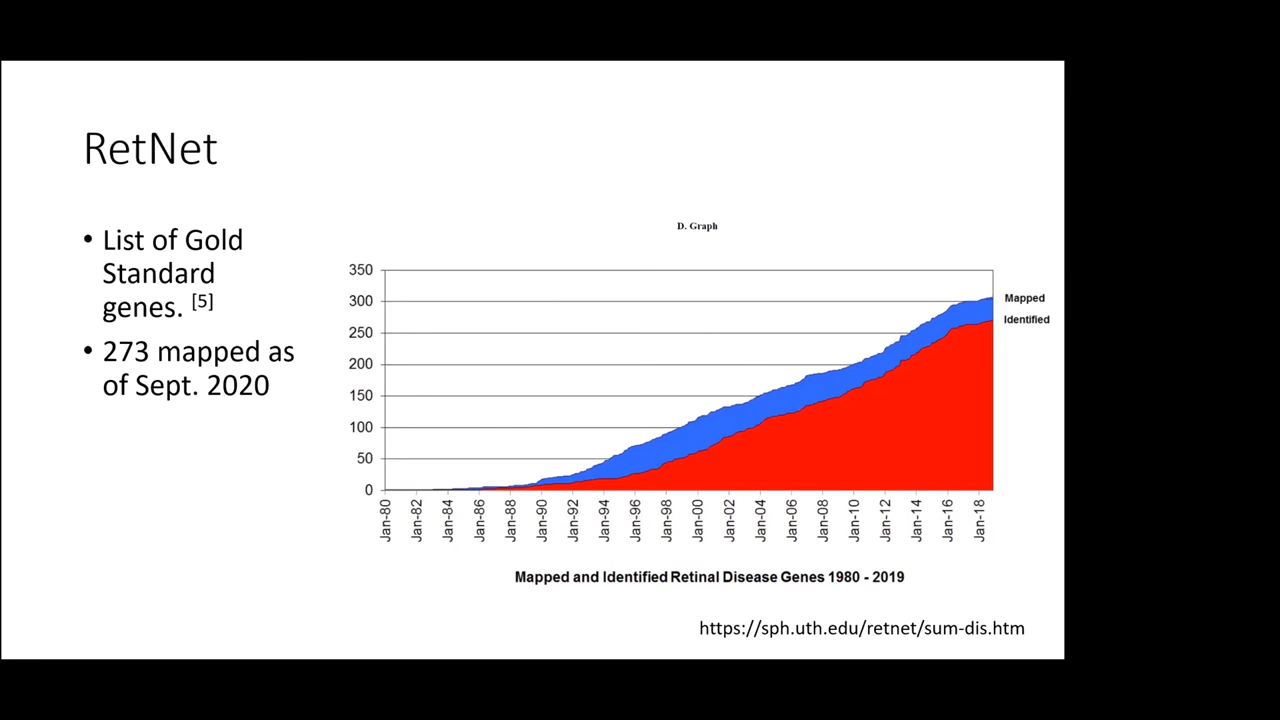 RetNet
• List of Gold
Standard
genes. [5]
• 273 mapped as
of Sept. 2020
D. Graph
350
300
250
200
150
100
50
0
Mapped
Identified
Jan-80
Jan-82
Jan-84
Jan-86
Jan-88
Jan-90
Jan-92
Jan-94
Jan-96
Jan-98
Jan-00
Jan-02
Jan-04
Jan-06
Jan-08
Jan-10
Jan-12
Jan-14
Jan-16
Jan-18
Mapped and Identified Retinal Disease Genes 1980 - 2019
https://sph.uth.edu/retnet/sum-dis.htm